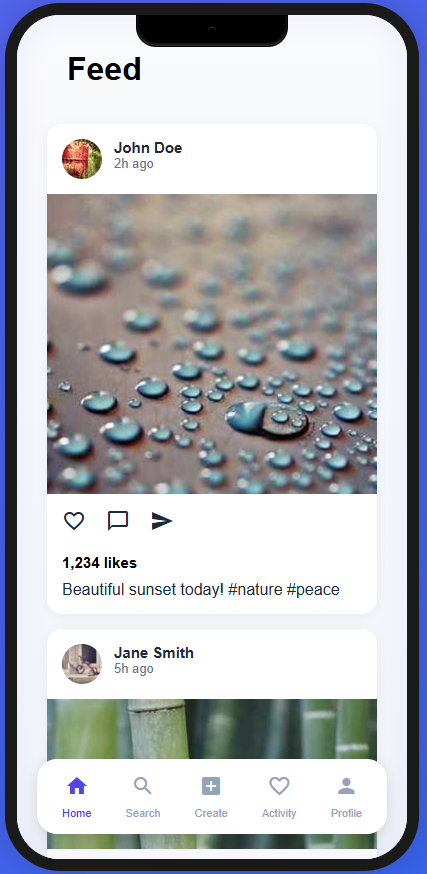 Feed
John Doe
2h ago
1,234 likes
Beautiful sunset today! #nature #peace
Jane Smith
5h ago
Home
Search
Create
Activity
Profile